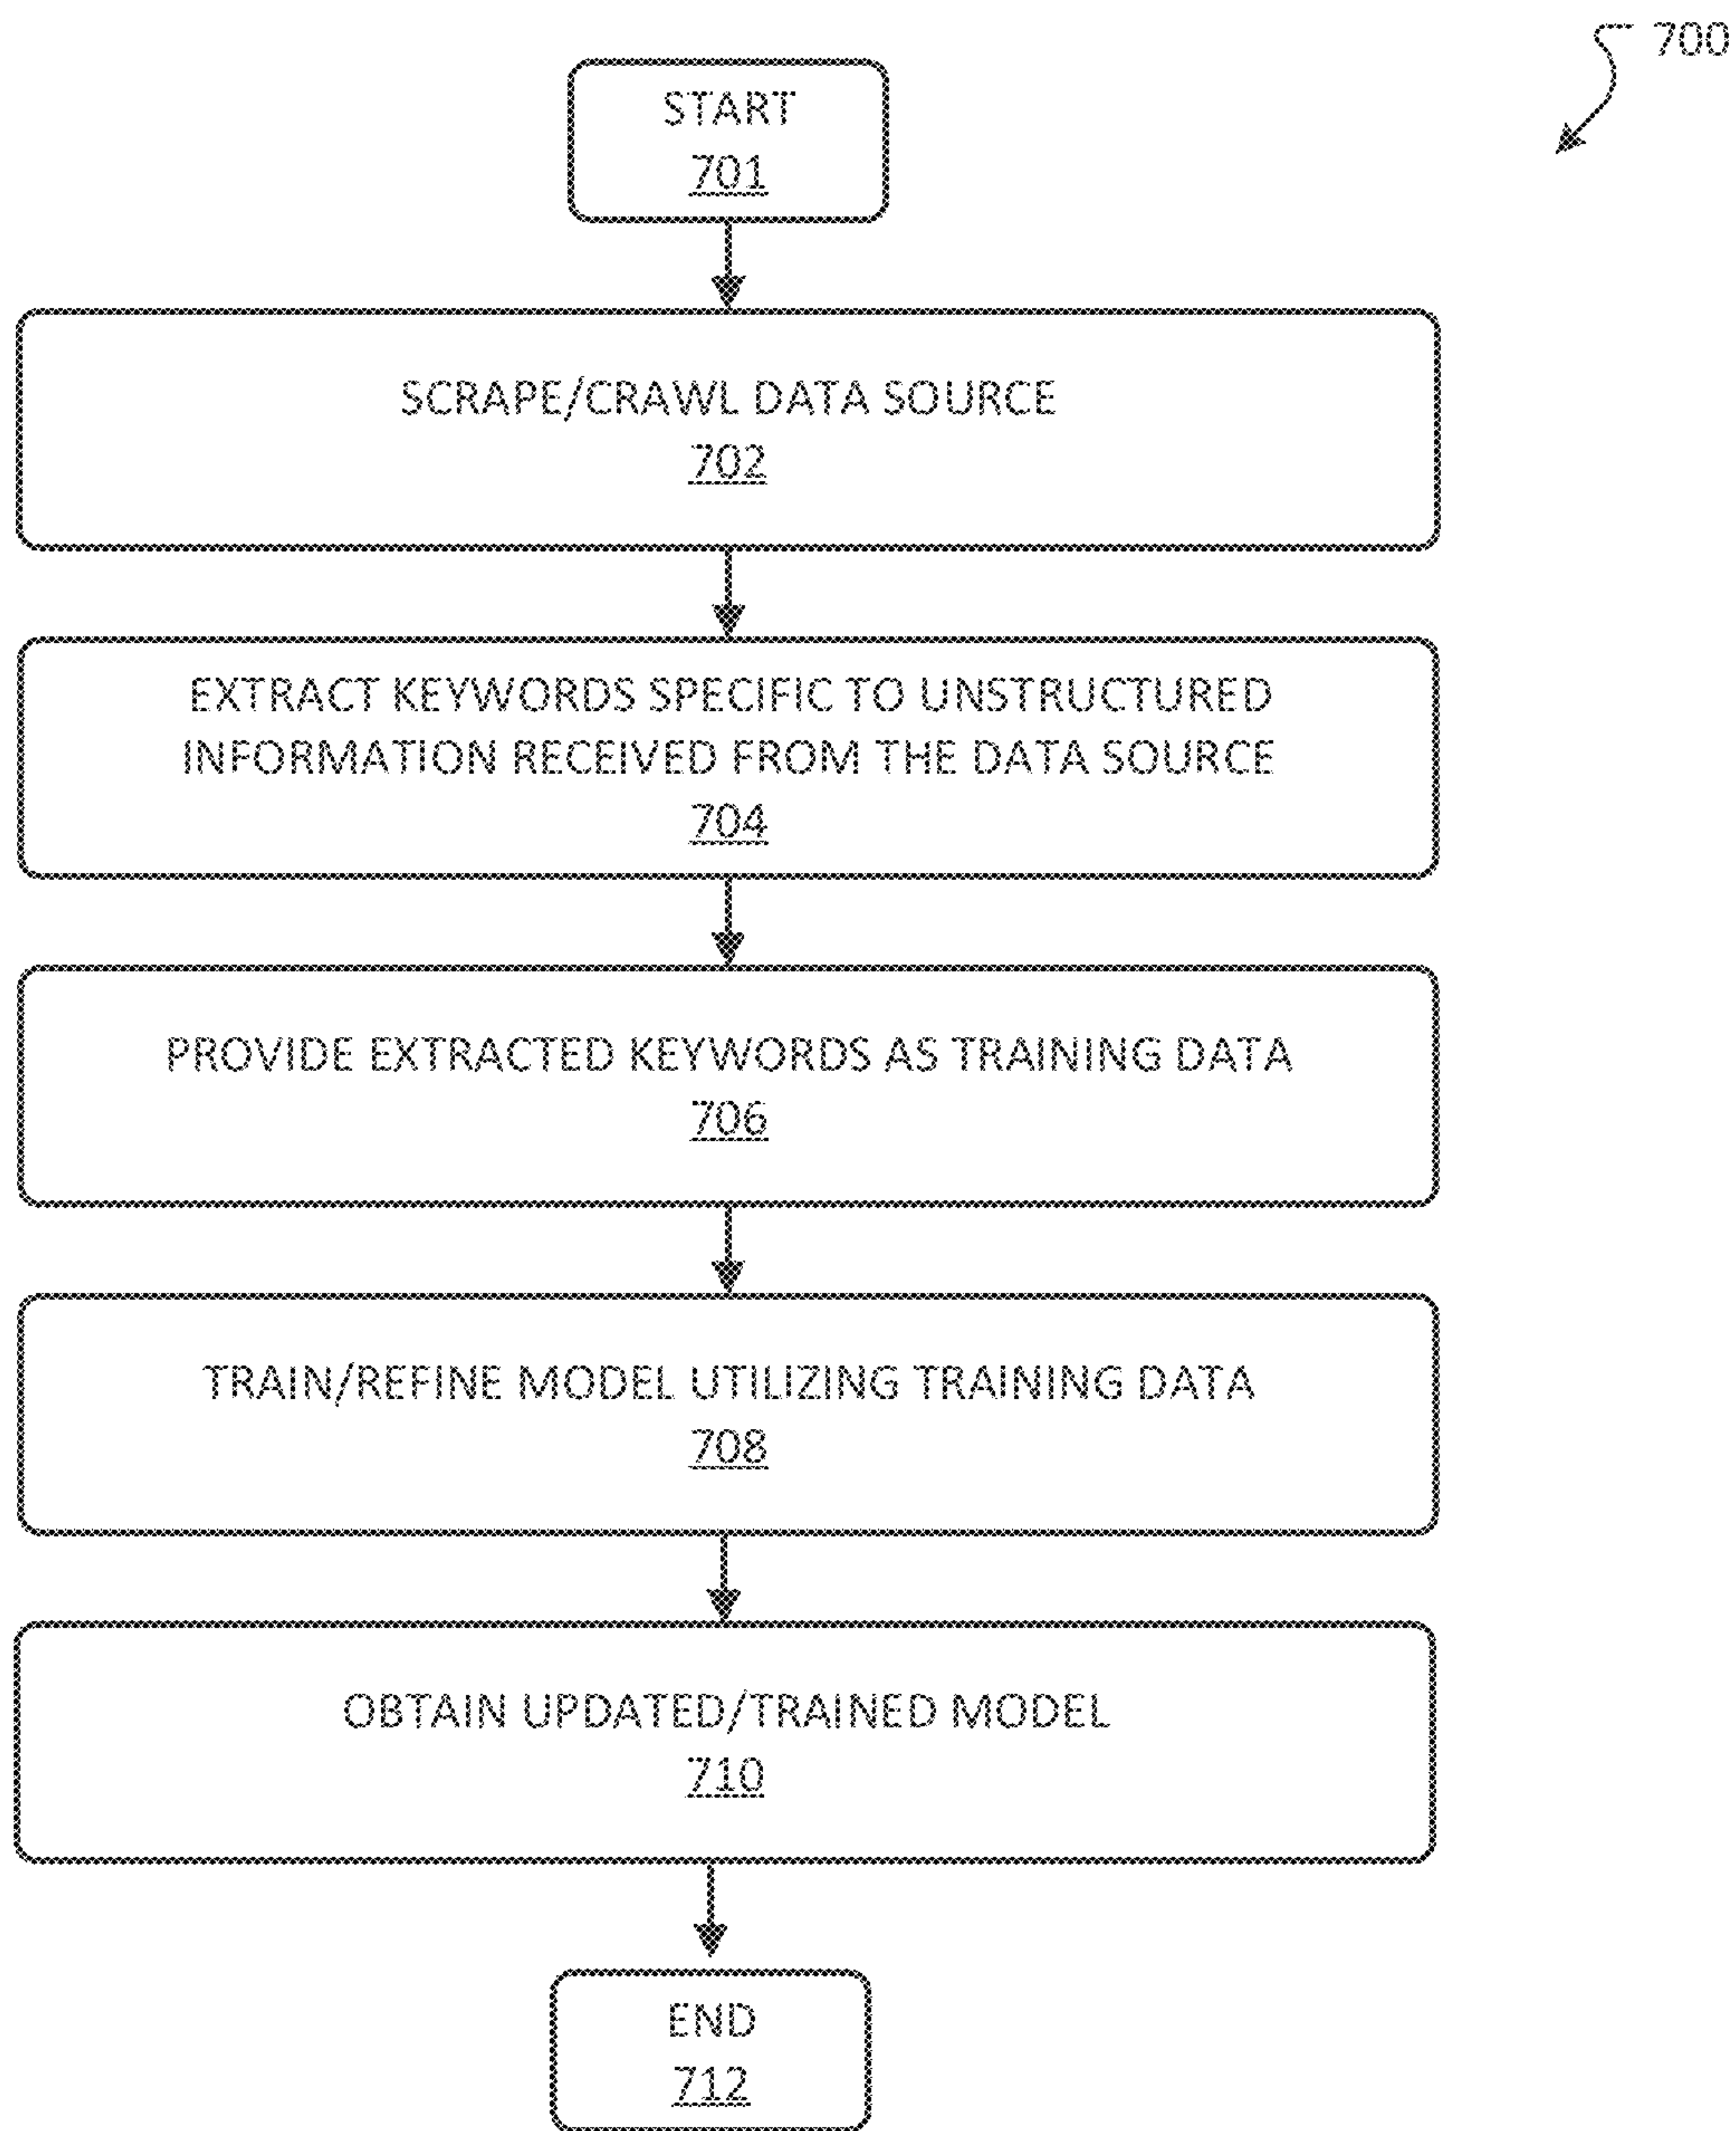 700
START
701
SCRAPE/CRAWL DATA SOURCE
702
EXTRACT KEYWORDS SPECIFIC TO UNSTRUCTURED
INFORMATION RECEIVED FROM THE DATA SOURCE
704
PROVIDE EXTRACTED KEYWORDS AS TRAINING DATA
706
TRAIN/REFINE MODEL UTILIZING TRAINING DATA
708
OBTAIN UPDATED/TRAINED MODEL
710
END
712